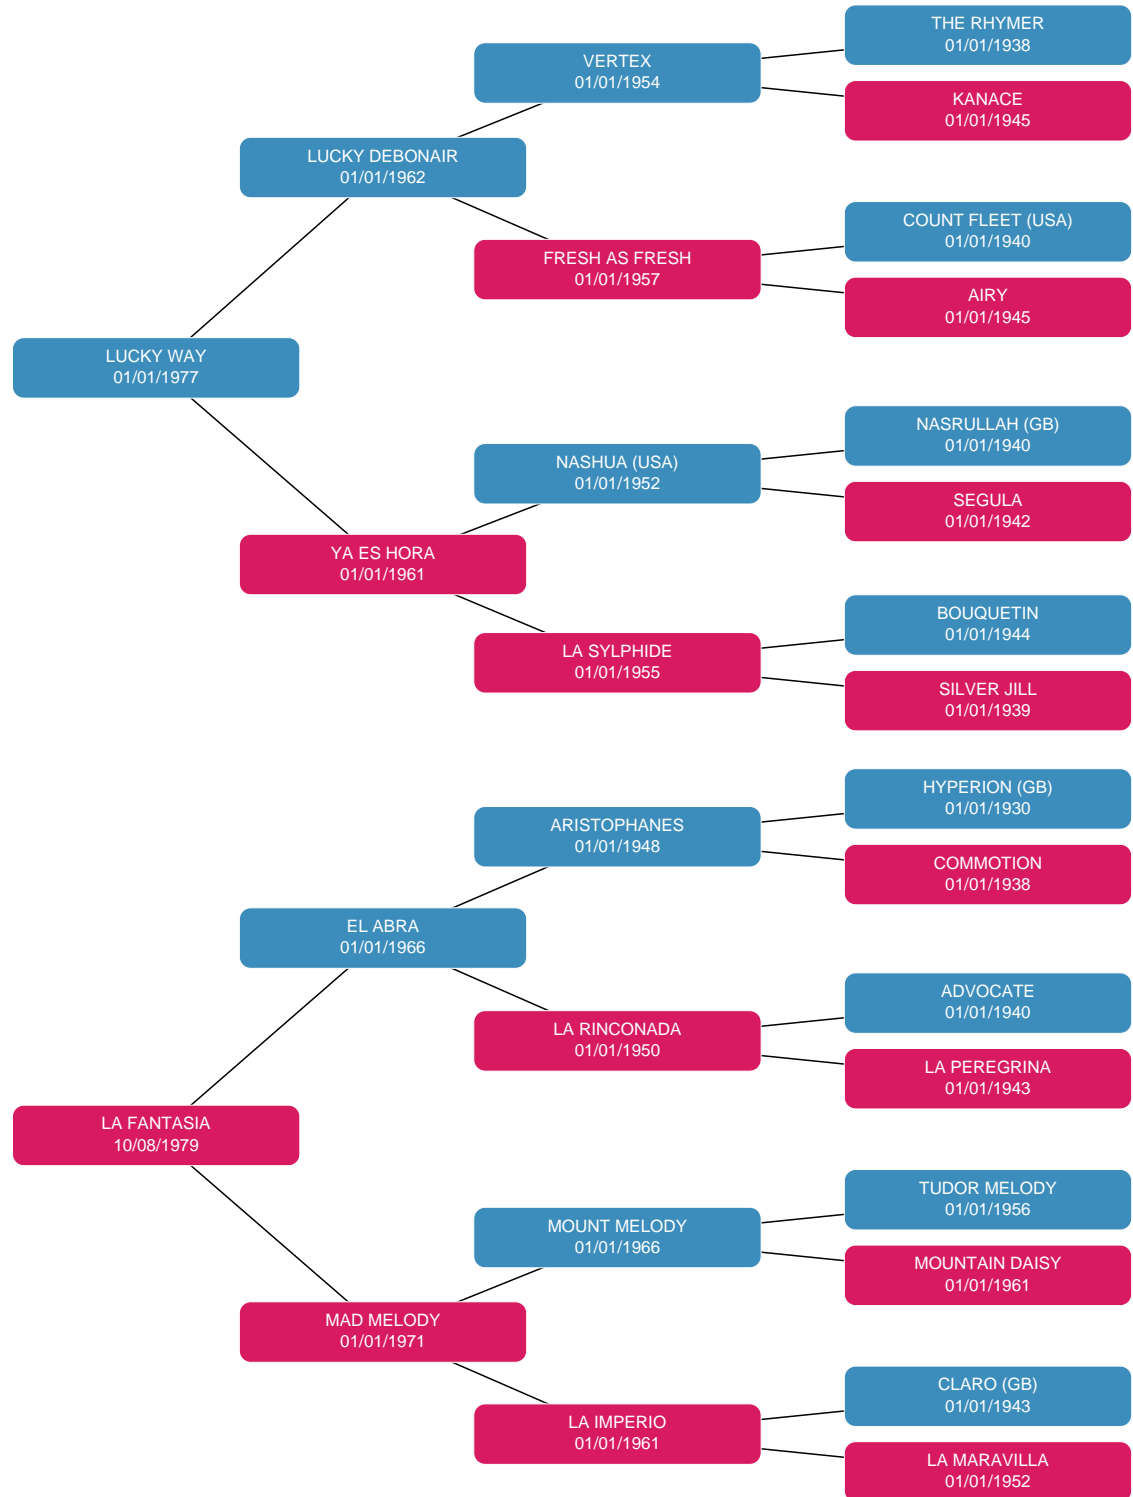 THE RHYMER
01/01/1938
VERTEX
01/01/1954
KANACE
01/01/1945
LUCKY DEBONAIR
01/01/1962
COUNT FLEET (USA)
01/01/1940
FRESH AS FRESH
01/01/1957
AIRY
01/01/1945
LUCKY WAY
01/01/1977
NASRULLAH (GB)
01/01/1940
NASHUA (USA)
01/01/1952
SEGULA
01/01/1942
YA ES HORA
01/01/1961
BOUQUETIN
01/01/1944
LA SYLPHIDE
01/01/1955
SILVER JILL
01/01/1939
HYPERION (GB)
01/01/1930
ARISTOPHANES
01/01/1948
COMMOTION
01/01/1938
EL ABRA
01/01/1966
ADVOCATE
01/01/1940
LA RINCONADA
01/01/1950
LA PEREGRINA
01/01/1943
LA FANTASIA
10/08/1979
TUDOR MELODY
01/01/1956
MOUNT MELODY
01/01/1966
MOUNTAIN DAISY
01/01/1961
MAD MELODY
01/01/1971
CLARO (GB)
01/01/1943
LA IMPERIO
01/01/1961
LA MARAVILLA
01/01/1952